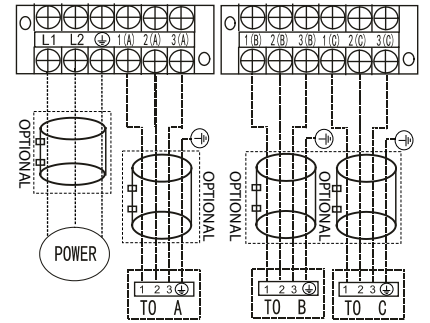 L1 L2 1(A) 2(A) 3(A)
1(B) 2(B) 3(B) 1(C) 2(C) 3(C)
OPTIONAL
OPTIONAL
OPTIONAL
OPTIONAL
POWER
1 2 3
TO A
1 2 3
TO B
1 2 3
TO C